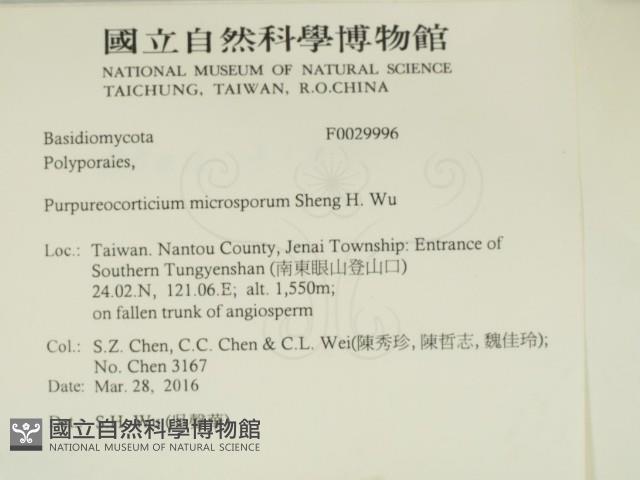 國立自然科學博物館
NATIONAL MUSEUM OF NATURAL SCIENCE
TAICHUNG, TAIWAN, R.O.CHINA
Basidiomycota F0029996
Polyporaies,
Purpureocorticium microsporum Sheng H. Wu
Loc.: Taiwan. Nantou County, Jenai Township: Entrance of
Southern Tungyenshan (南東眼山登山口)
24.02.N, 121.06.E; alt. 1,550m;
on fallen trunk of angiosperm
Col.: S.Z. Chen, C.C. Chen & C.L. Wei(陳秀珍, 陳哲志, 魏佳玲);
No. Chen 3167
Date: Mar. 28, 2016
國立自然科學博物館
NATIONAL MUSEUM OF NATURAL SCIENCE